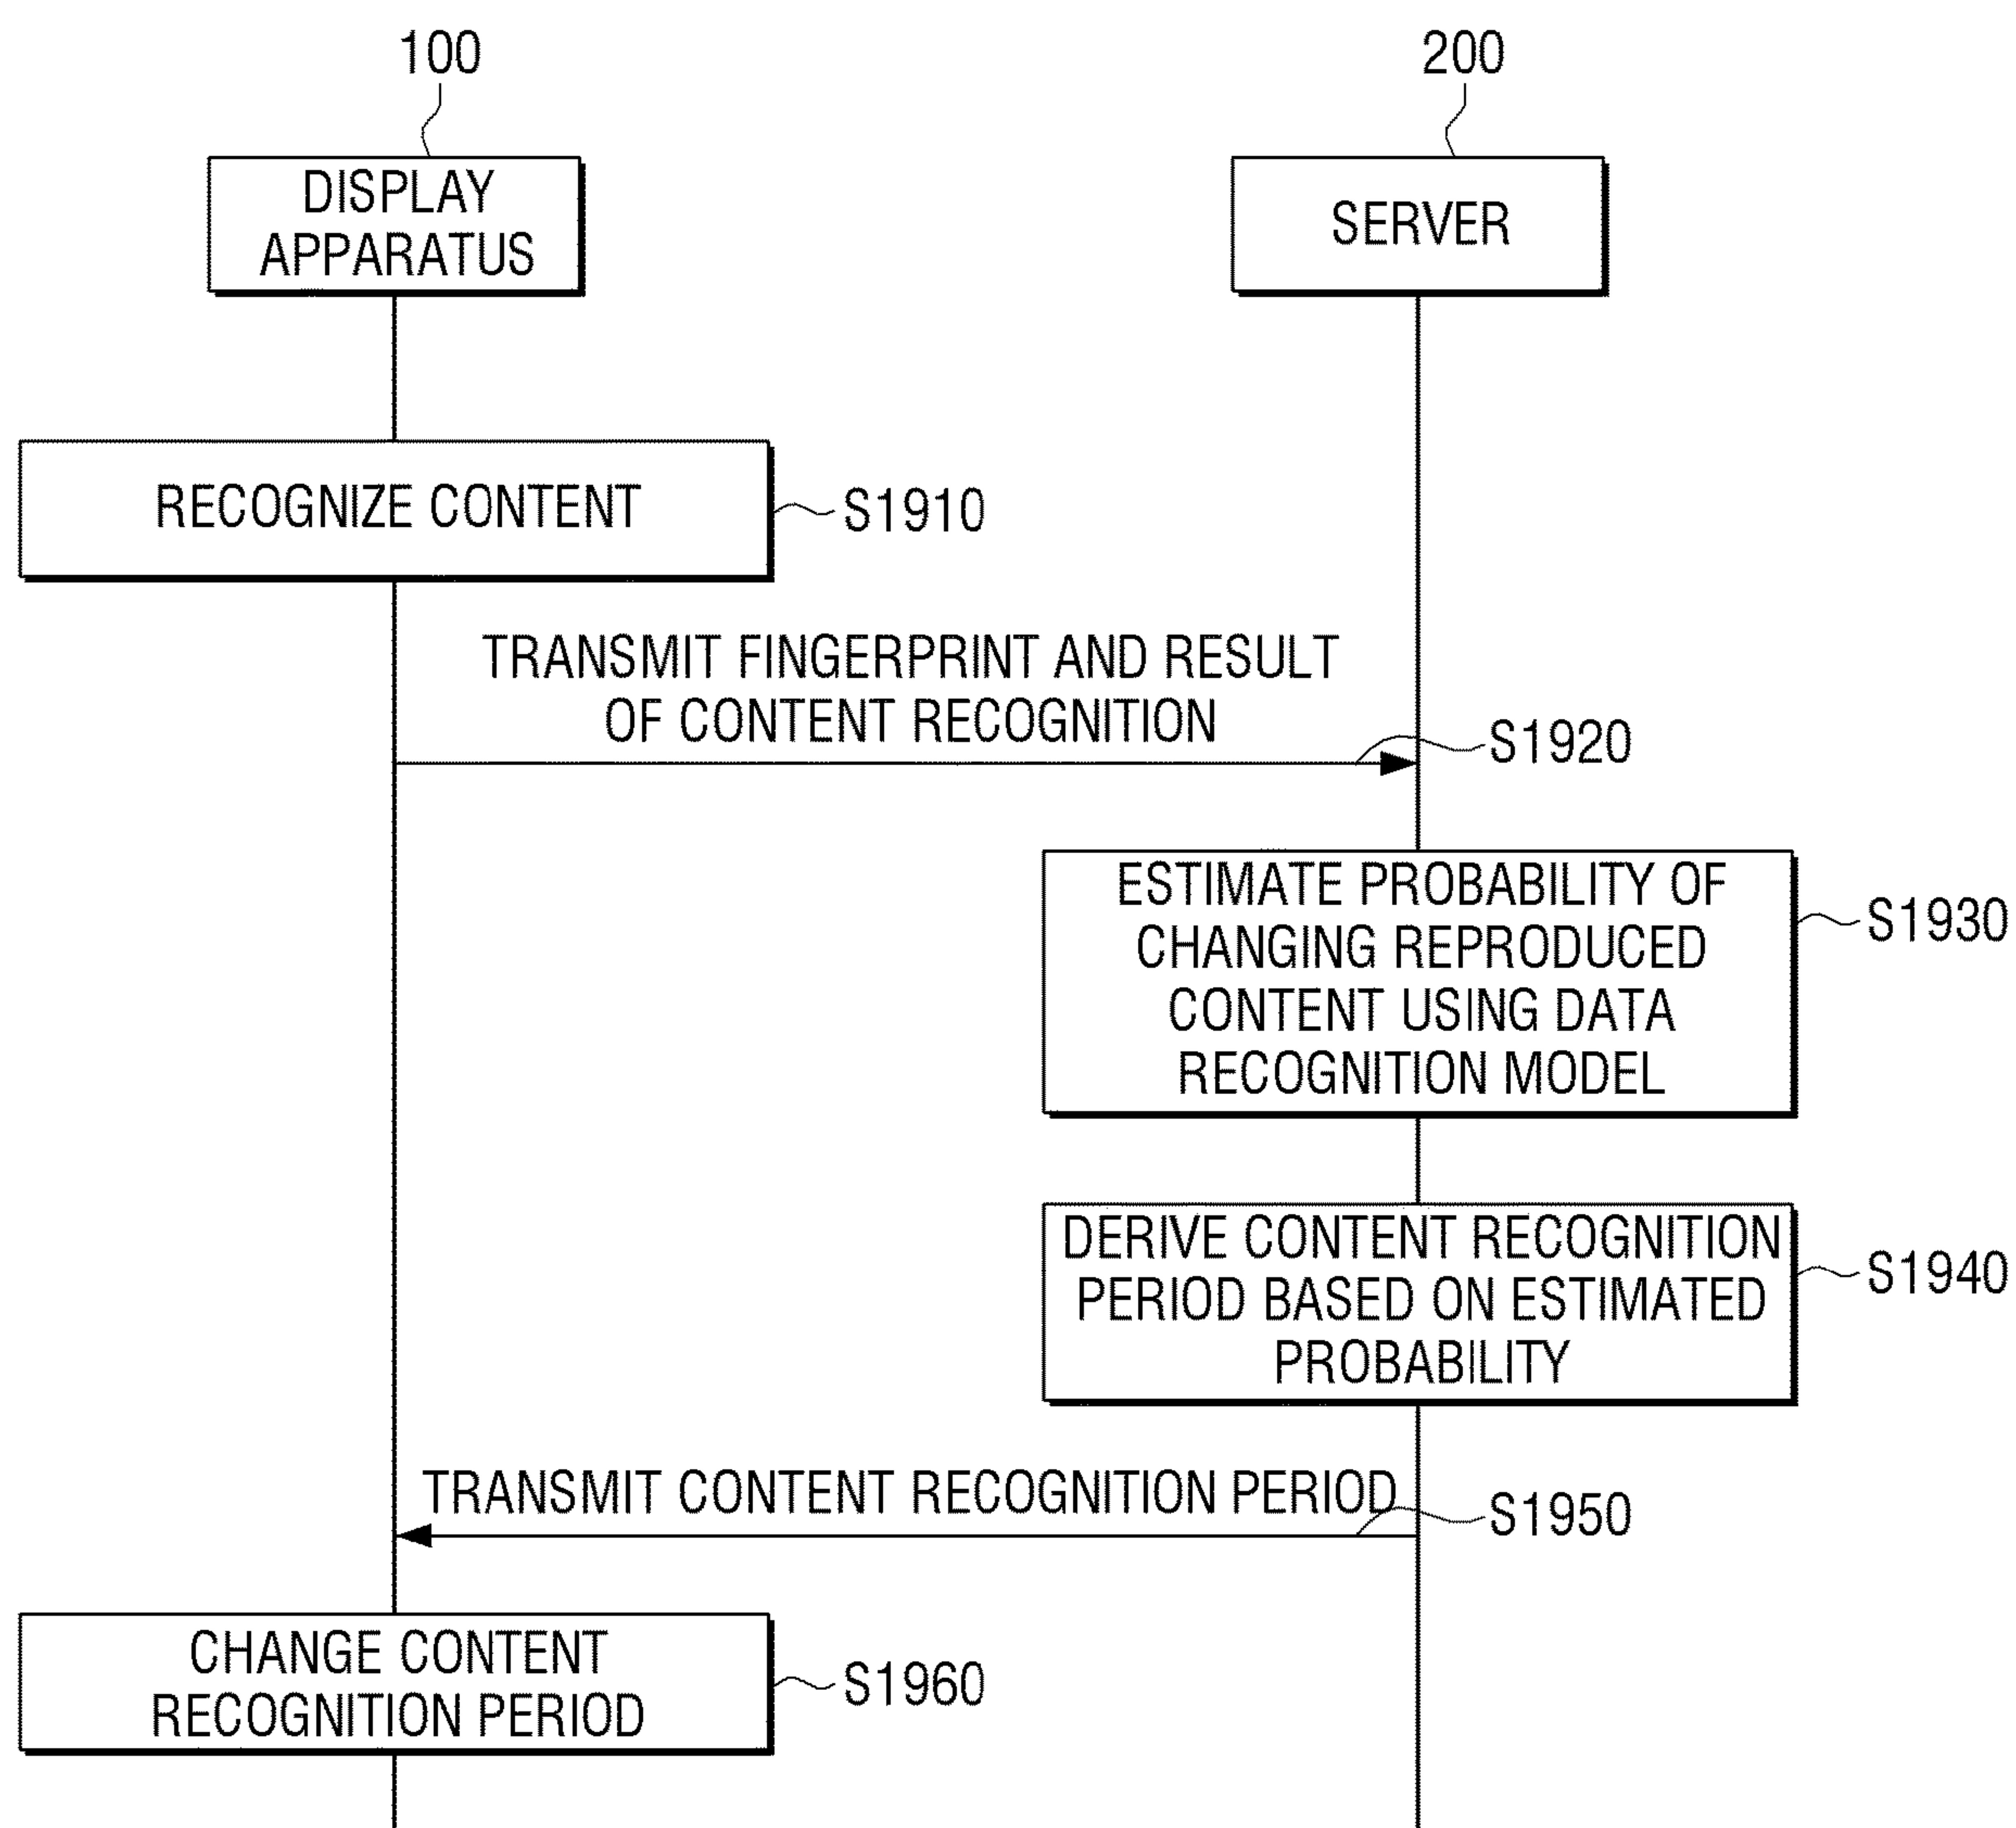 100
200
DISPLAY
APPARATUS
SERVER
RECOGNIZE CONTENT
S1910
TRANSMIT FINGERPRINT AND RESULT
OF CONTENT RECOGNITION
S1920
ESTIMATE PROBABILITY OF
CHANGING REPRODUCED
CONTENT USING DATA
RECOGNITION MODEL
S1930
DERIVE CONTENT RECOGNITION
PERIOD BASED ON ESTIMATED
PROBABILITY
S1940
TRANSMIT CONTENT RECOGNITION PERIOD
S1950
CHANGE CONTENT
RECOGNITION PERIOD
S1960